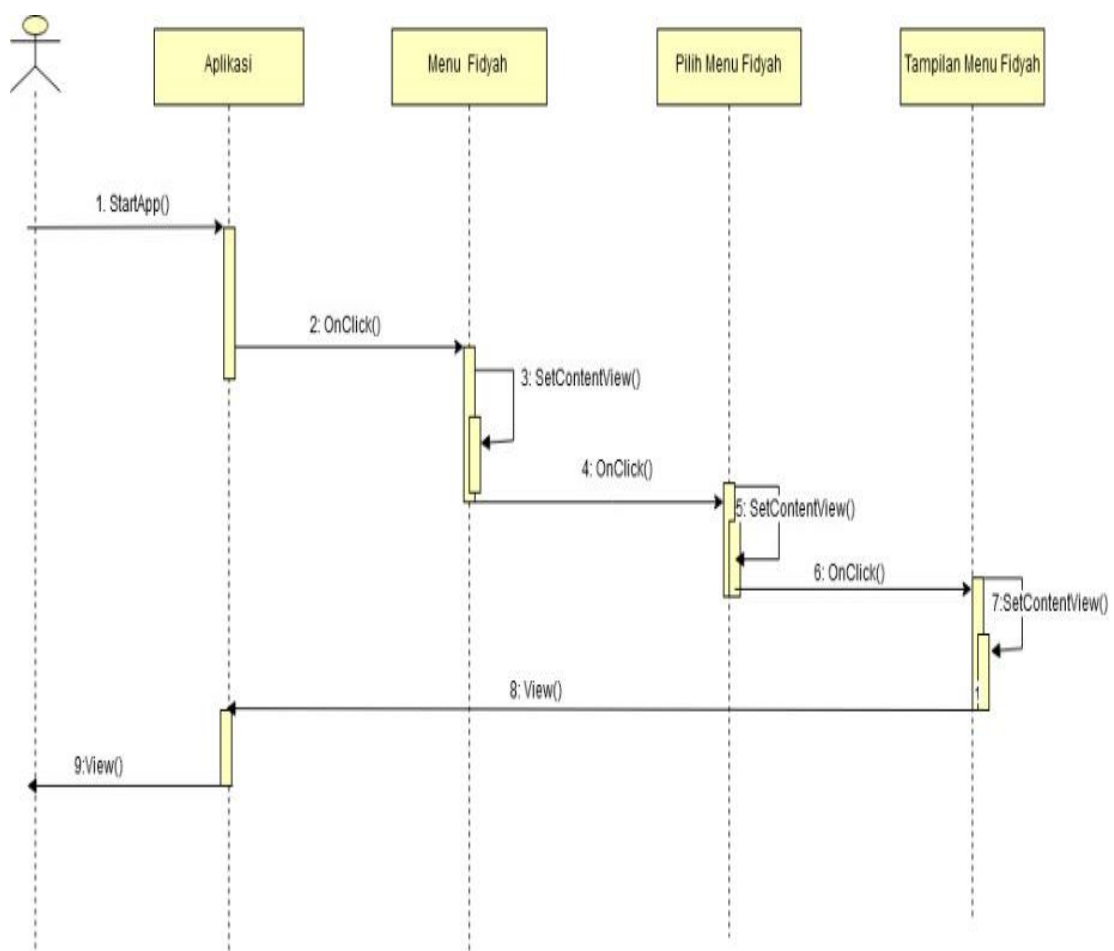 Aplikasi
Menu Fidyah
Pilih Menu Fidyah
Tampilan Menu Fidyah
1. StartApp()
2: OnClick()
3: SetContentView()
4: OnClick()
5: SetContentView()
6: OnClick()
7:SetContentView()
8: View()
1
9:View()